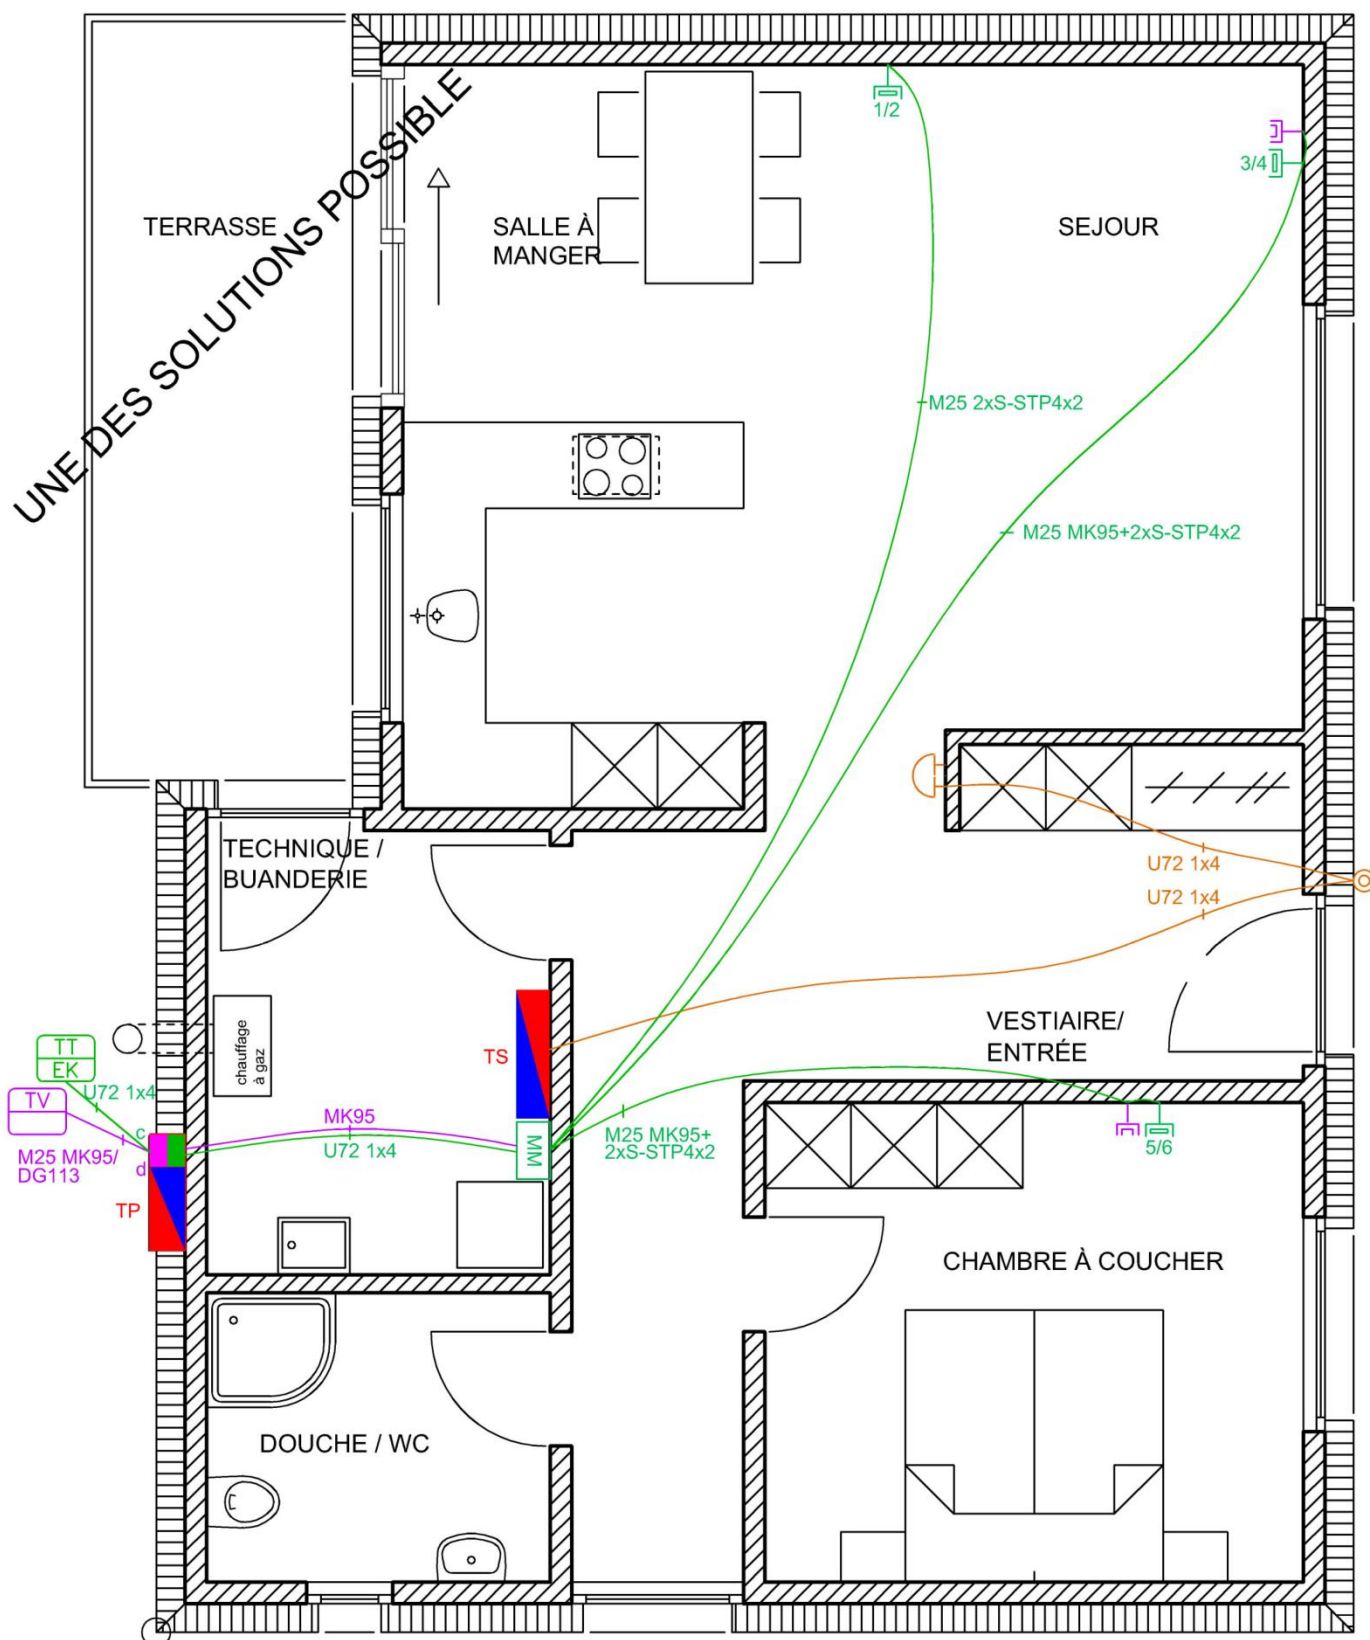 UNE DES SOLUTIONS POSSIBLE
1/2
3/4
TERRASSE
SALLE À
MANGER
SEJOUR
M25 2xS-STP4x2
M25 MK95+2xS-STP4x2
TECHNIQUE /
BUANDERIE
U72 1x4
U72 1x4
chauffage
à gaz
VESTIAIRE/
ENTRÉE
TS
TT
EK
U72 1x4
TV
c
M25 MK95/
DG113
d
TP
MK95
U72 1x4
MM
M25 MK95+
2xS-STP4x2
5/6
CHAMBRE À COUCHER
DOUCHE / WC